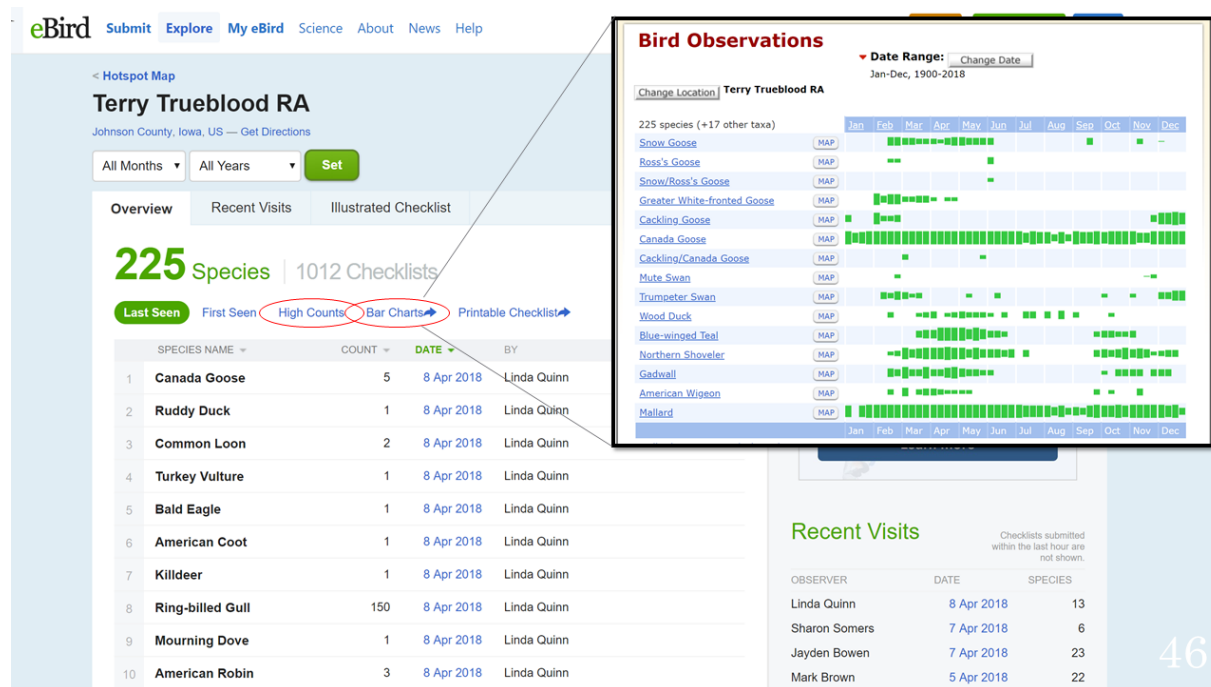 eBird Submit Explore My eBird Science About News Help
< Hotspot Map
Terry Trueblood RA
Johnson County, Iowa, US — Get Directions
All Months ▾ All Years ▾ Set
Overview Recent Visits Illustrated Checklist
225 Species 1012 Checklists
Last Seen First Seen High Counts Bar Charts Printable Checklist
SPECIES NAME COUNT DATE BY
1 Canada Goose 5 8 Apr 2018 Linda Quinn
2 Ruddy Duck 1 8 Apr 2018 Linda Quinn
3 Common Loon 2 8 Apr 2018 Linda Quinn
4 Turkey Vulture 1 8 Apr 2018 Linda Quinn
5 Bald Eagle 1 8 Apr 2018 Linda Quinn
6 American Coot 1 8 Apr 2018 Linda Quinn
7 Killdeer 1 8 Apr 2018 Linda Quinn
8 Ring-billed Gull 150 8 Apr 2018 Linda Quinn
9 Mourning Dove 1 8 Apr 2018 Linda Quinn
10 American Robin 3 8 Apr 2018 Linda Quinn
Bird Observations
Date Range: Change Date
Jan-Dec, 1900-2018
Change Location Terry Trueblood RA
225 species (+17 other taxa) Jan Feb Mar Apr May Jun Jul Aug Sep Oct Nov Dec
Snow Goose MAP
Ross's Goose MAP
Snow/Ross's Goose MAP
Greater White-fronted Goose MAP
Cackling Goose MAP
Canada Goose MAP
Cackling/Canada Goose MAP
Mute Swan MAP
Trumpeter Swan MAP
Wood Duck MAP
Blue-winged Teal MAP
Northern Shoveler MAP
Gadwall MAP
American Wigeon MAP
Mallard MAP
Jan Feb Mar Apr May Jun Jul Aug Sep Oct Nov Dec
Recent Visits
Checklists submitted
within the last hour are
not shown.
OBSERVER DATE SPECIES
Linda Quinn 8 Apr 2018 13
Sharon Somers 7 Apr 2018 6
Jayden Bowen 7 Apr 2018 23
Mark Brown 5 Apr 2018 22
46